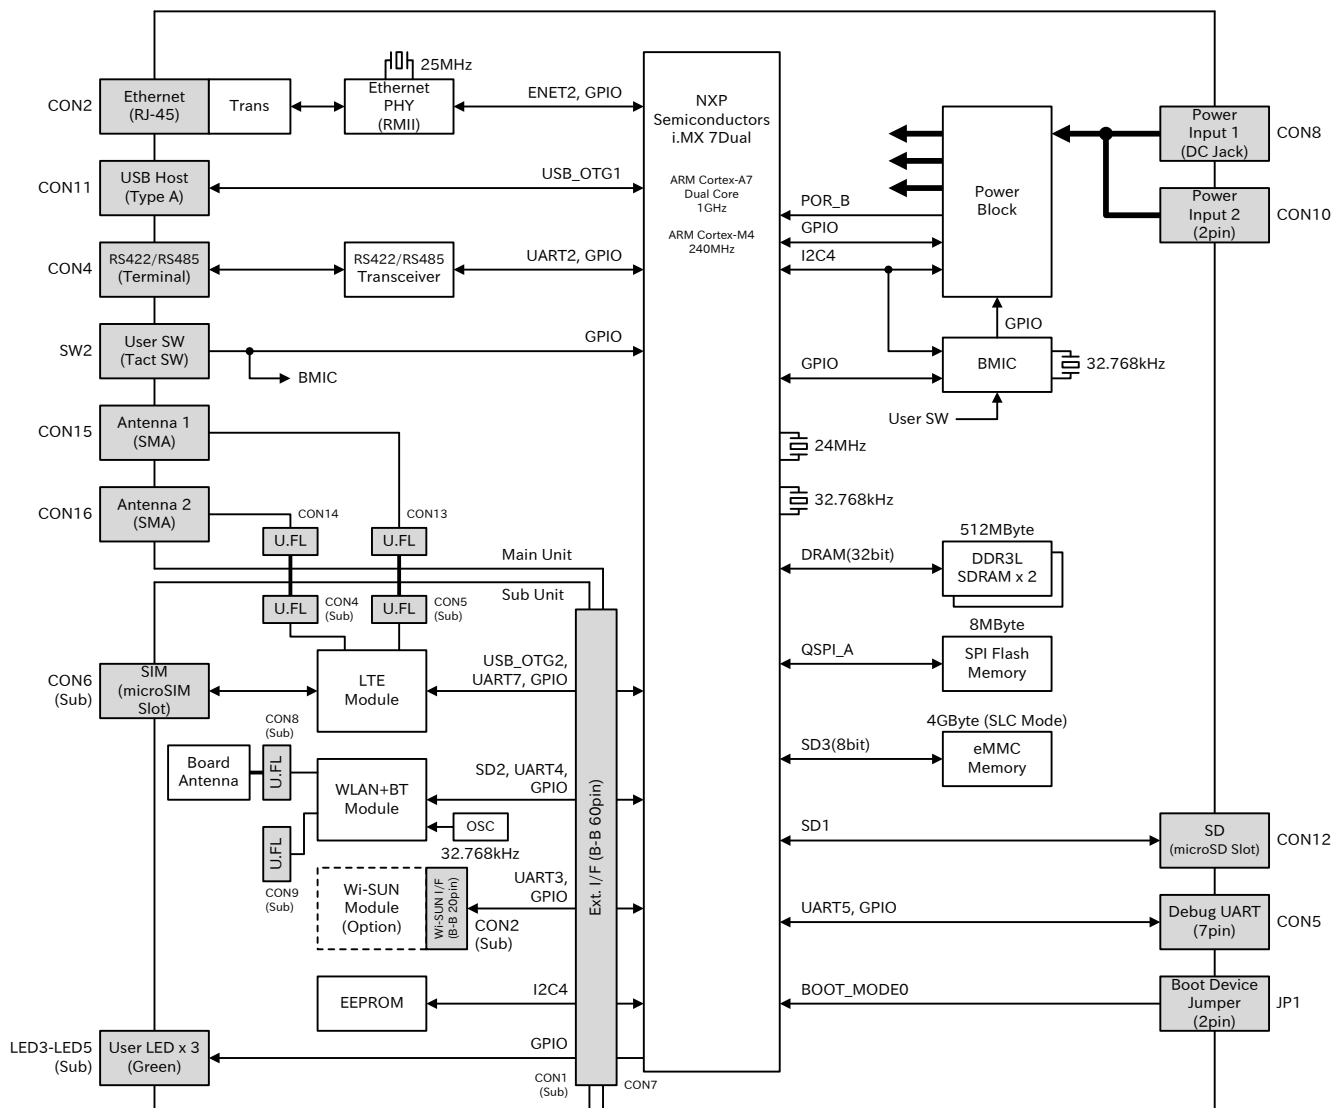 25MHz
CON2
Ethernet
(RJ-45)
Trans
Ethernet
PHY
(RMII)
ENET2, GPIO
CON11
USB Host
(Type A)
USB_OTG1
CON4
RS422/RS485
(Terminal)
RS422/RS485
Transceiver
UART2, GPIO
SW2
User SW
(Tact SW)
GPIO
BMIC
CON15
Antenna 1
(SMA)
CON16
Antenna 2
(SMA)
CON14
CON13
U.FL
U.FL
Main Unit
Sub Unit
U.FL
CON4
(Sub)
U.FL
CON5
(Sub)
CON6
(Sub)
SIM
(microSIM
Slot)
LTE
Module
USB_OTG2,
UART7, GPIO
CON8
(Sub)
Board
Antenna
U.FL
WLAN+BT
Module
SD2, UART4,
GPIO
OSC
32.768kHz
U.FL
CON9
(Sub)
Wi-SUN
Module
(Option)
Wi-SUN I/F
(B-B 20pin)
UART3,
GPIO
CON2
(Sub)
EEPROM
I2C4
LED3-LED5
(Sub)
User LED x 3
(Green)
GPIO
Ext. I/F (B-B 60pin)
CON1
(Sub)
CON7
NXP
Semiconductors
i.MX 7Dual
ARM Cortex-A7
Dual Core
1GHz
ARM Cortex-M4
240MHz
Power
Block
Power
Input 1
(DC Jack)
CON8
Power
Input 2
(2pin)
CON10
POR_B
GPIO
I2C4
GPIO
GPIO
BMIC
32.768kHz
User SW
24MHz
32.768kHz
512MByte
DRAM(32bit)
DDR3L
SDRAM x 2
8MByte
QSPI_A
SPI Flash
Memory
4GByte (SLC Mode)
SD3(8bit)
eMMC
Memory
SD1
SD
(microSD Slot)
CON12
UART5, GPIO
Debug UART
(7pin)
CON5
BOOT_MODE0
Boot Device
Jumper
(2pin)
JP1